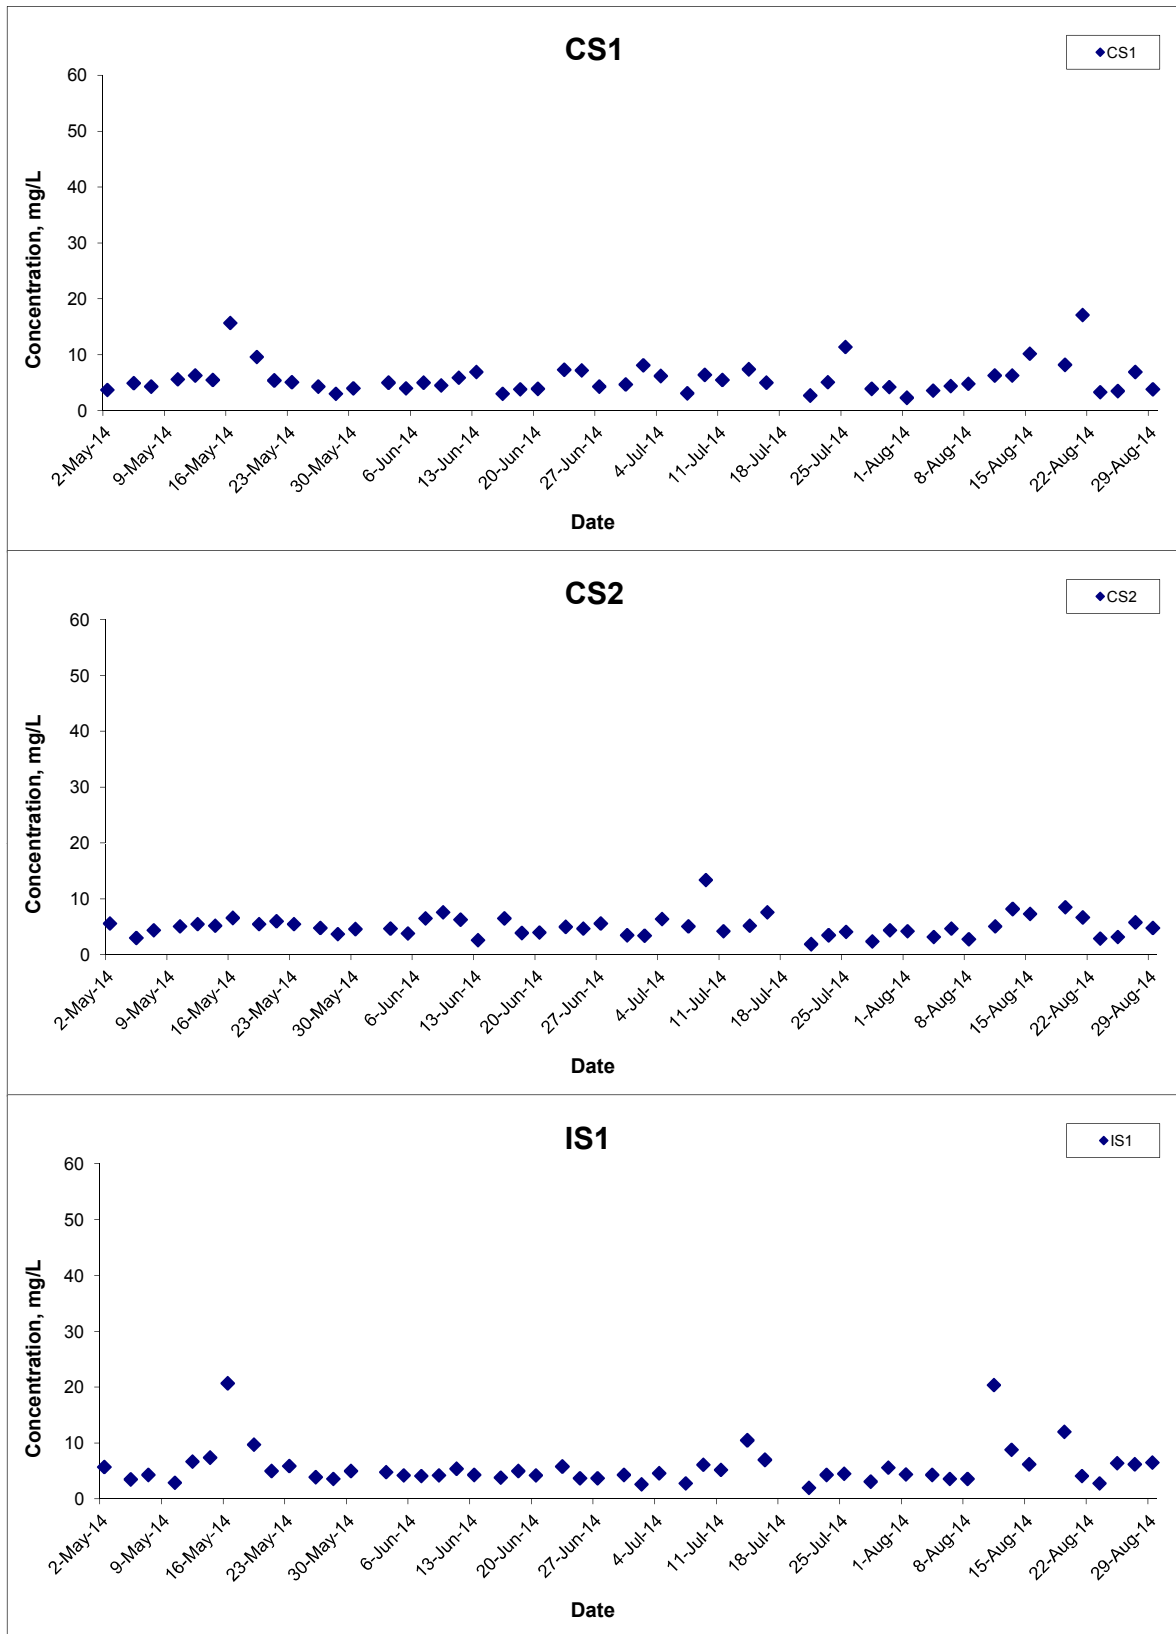 CS1
CS1
60
50
40
30
20
10
0
Concentration, mg/L
2-May-14
9-May-14
16-May-14
23-May-14
30-May-14
6-Jun-14
13-Jun-14
20-Jun-14
27-Jun-14
4-Jul-14
11-Jul-14
18-Jul-14
25-Jul-14
1-Aug-14
8-Aug-14
15-Aug-14
22-Aug-14
29-Aug-14
Date
CS2
CS2
60
50
40
30
20
10
0
Concentration, mg/L
2-May-14
9-May-14
16-May-14
23-May-14
30-May-14
6-Jun-14
13-Jun-14
20-Jun-14
27-Jun-14
4-Jul-14
11-Jul-14
18-Jul-14
25-Jul-14
1-Aug-14
8-Aug-14
15-Aug-14
22-Aug-14
29-Aug-14
Date
IS1
IS1
60
50
40
30
20
10
0
Concentration, mg/L
2-May-14
9-May-14
16-May-14
23-May-14
30-May-14
6-Jun-14
13-Jun-14
20-Jun-14
27-Jun-14
4-Jul-14
11-Jul-14
18-Jul-14
25-Jul-14
1-Aug-14
8-Aug-14
15-Aug-14
22-Aug-14
29-Aug-14
Date